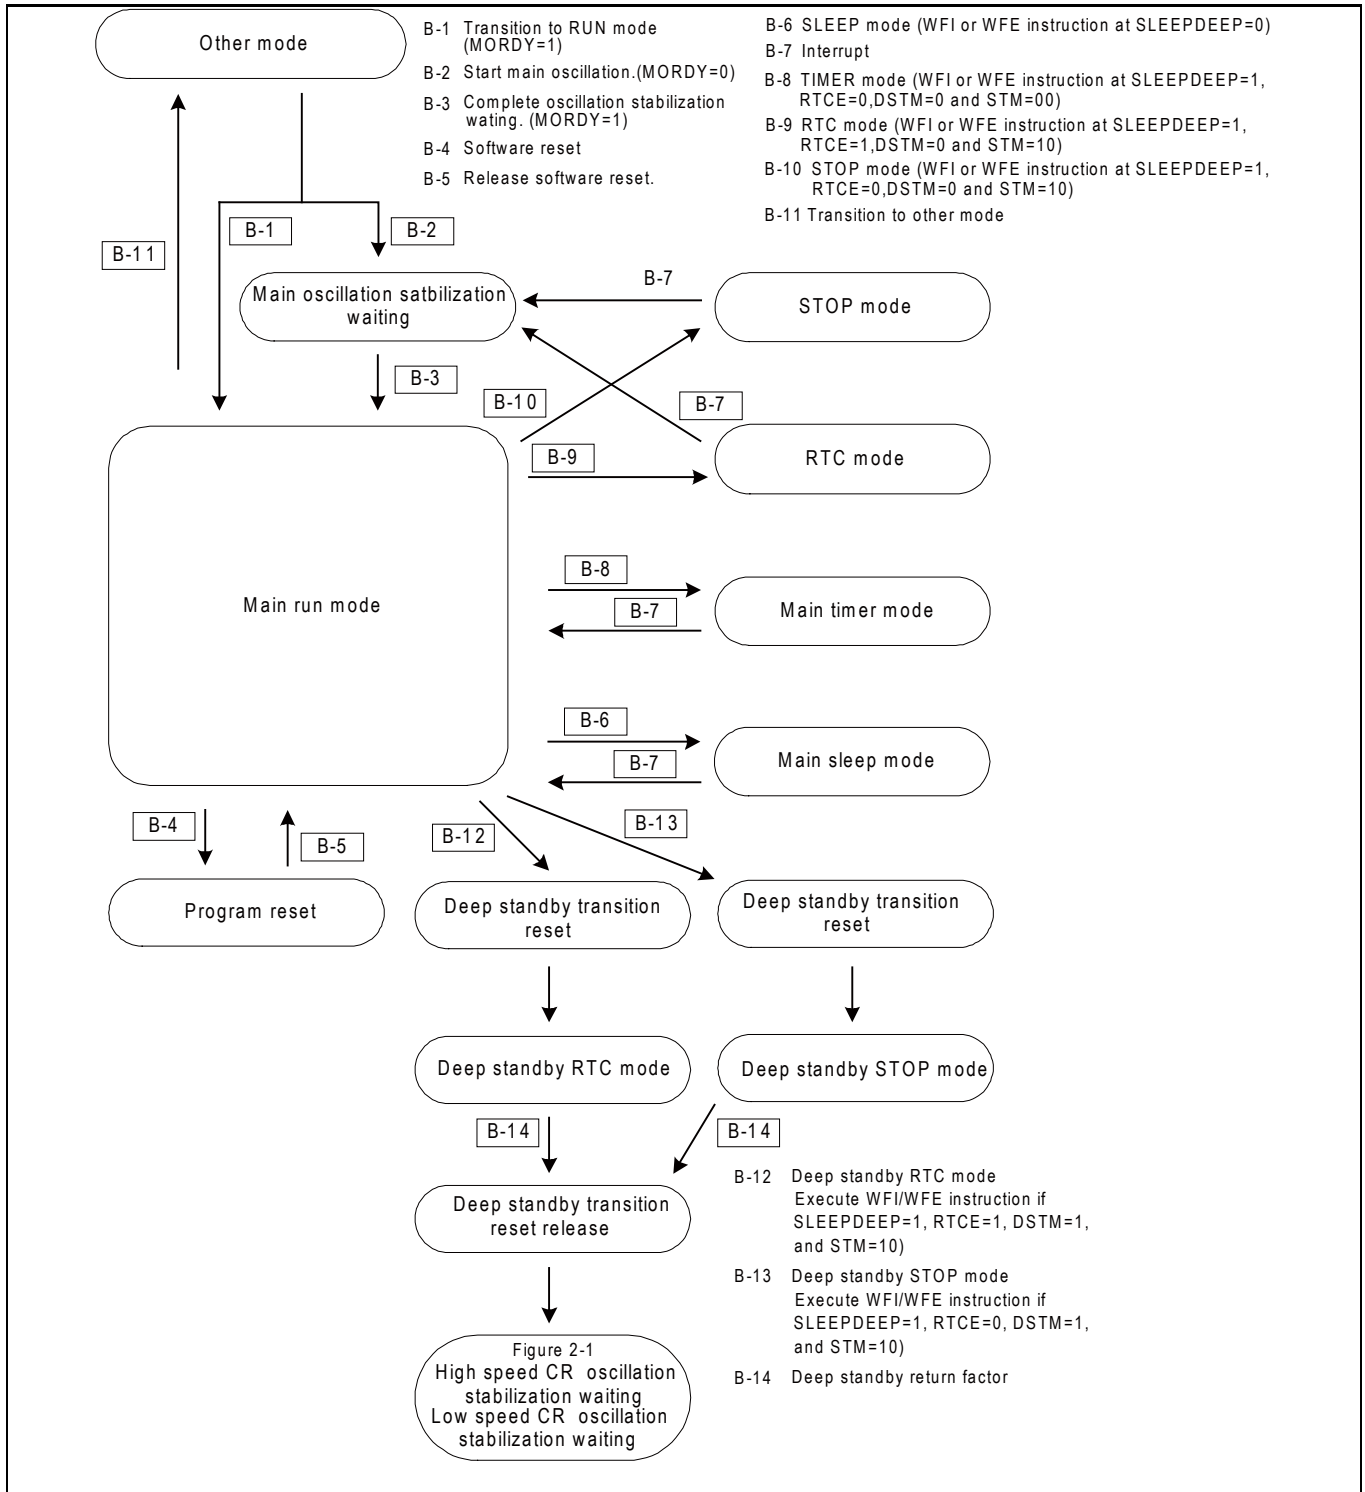 Other mode
B-1 Transition to RUN mode
(MORDY=1)
B-2 Start main oscillation.(MORDY=0)
B-3 Complete oscillation stabilization
wating. (MORDY=1)
B-4 Software reset
B-5 Release software reset.
B-6 SLEEP mode (WFI or WFE instruction at SLEEPDEEP=0)
B-7 Interrupt
B-8 TIMER mode (WFI or WFE instruction at SLEEPDEEP=1,
RTCE=0,DSTM=0 and STM=00)
B-9 RTC mode (WFI or WFE instruction at SLEEPDEEP=1,
RTCE=1,DSTM=0 and STM=10)
B-10 STOP mode (WFI or WFE instruction at SLEEPDEEP=1,
RTCE=0,DSTM=0 and STM=10)
B-11 Transition to other mode
B-11
B-1
B-2
Main oscillation satbilization
waiting
B-7
STOP mode
B-3
B-10
B-7
B-9
RTC mode
Main run mode
B-8
B-7
Main timer mode
B-6
B-7
Main sleep mode
B-4
B-5
B-12
B-13
Program reset
Deep standby transition
reset
Deep standby transition
reset
Deep standby RTC mode
Deep standby STOP mode
B-14
B-14
Deep standby transition
reset release
Figure 2-1
High speed CR oscillation
stabilization waiting
Low speed CR oscillation
stabilization waiting
B-12 Deep standby RTC mode
Execute WFI/WFE instruction if
SLEEPDEEP=1, RTCE=1, DSTM=1,
and STM=10)
B-13 Deep standby STOP mode
Execute WFI/WFE instruction if
SLEEPDEEP=1, RTCE=0, DSTM=1,
and STM=10)
B-14 Deep standby return factor